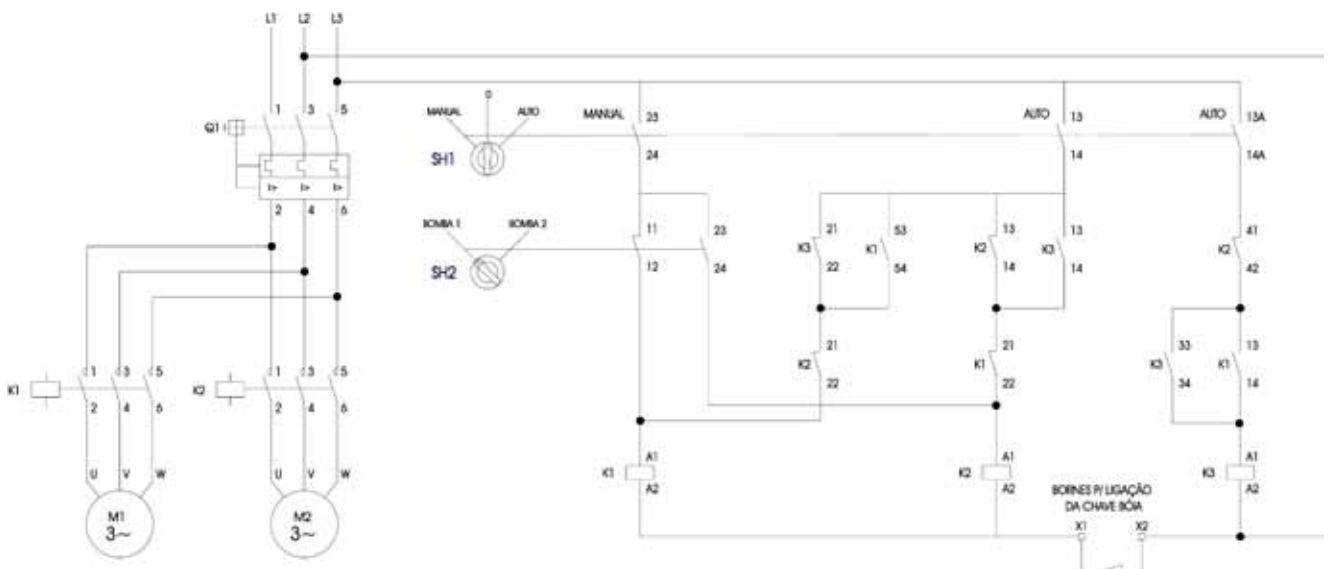 L1 L2 L3
0
MANUAL AUTO
SH1
BOMBA 1 BOMBA 2
SH2
Q1 1 3 5
I> I> I>
2 4 6
MANUAL 23
24
AUTO 13
14
AUTO 13A
14A
11
12
23
24
K3 21
22
K1 53
54
K2 13
14
K3 13
14
K2 41
42
K2 21
22
K1 21
22
K3 33
34
K1 13
14
K1 1 3 5
2 4 6
K2 1 3 5
2 4 6
U V W
U V W
M1
3~
M2
3~
K1 A1
A2
K2 A1
A2
K3 A1
A2
BORNES P/ LIGAÇÃO
DA CHAVE BÓIA
X1 X2